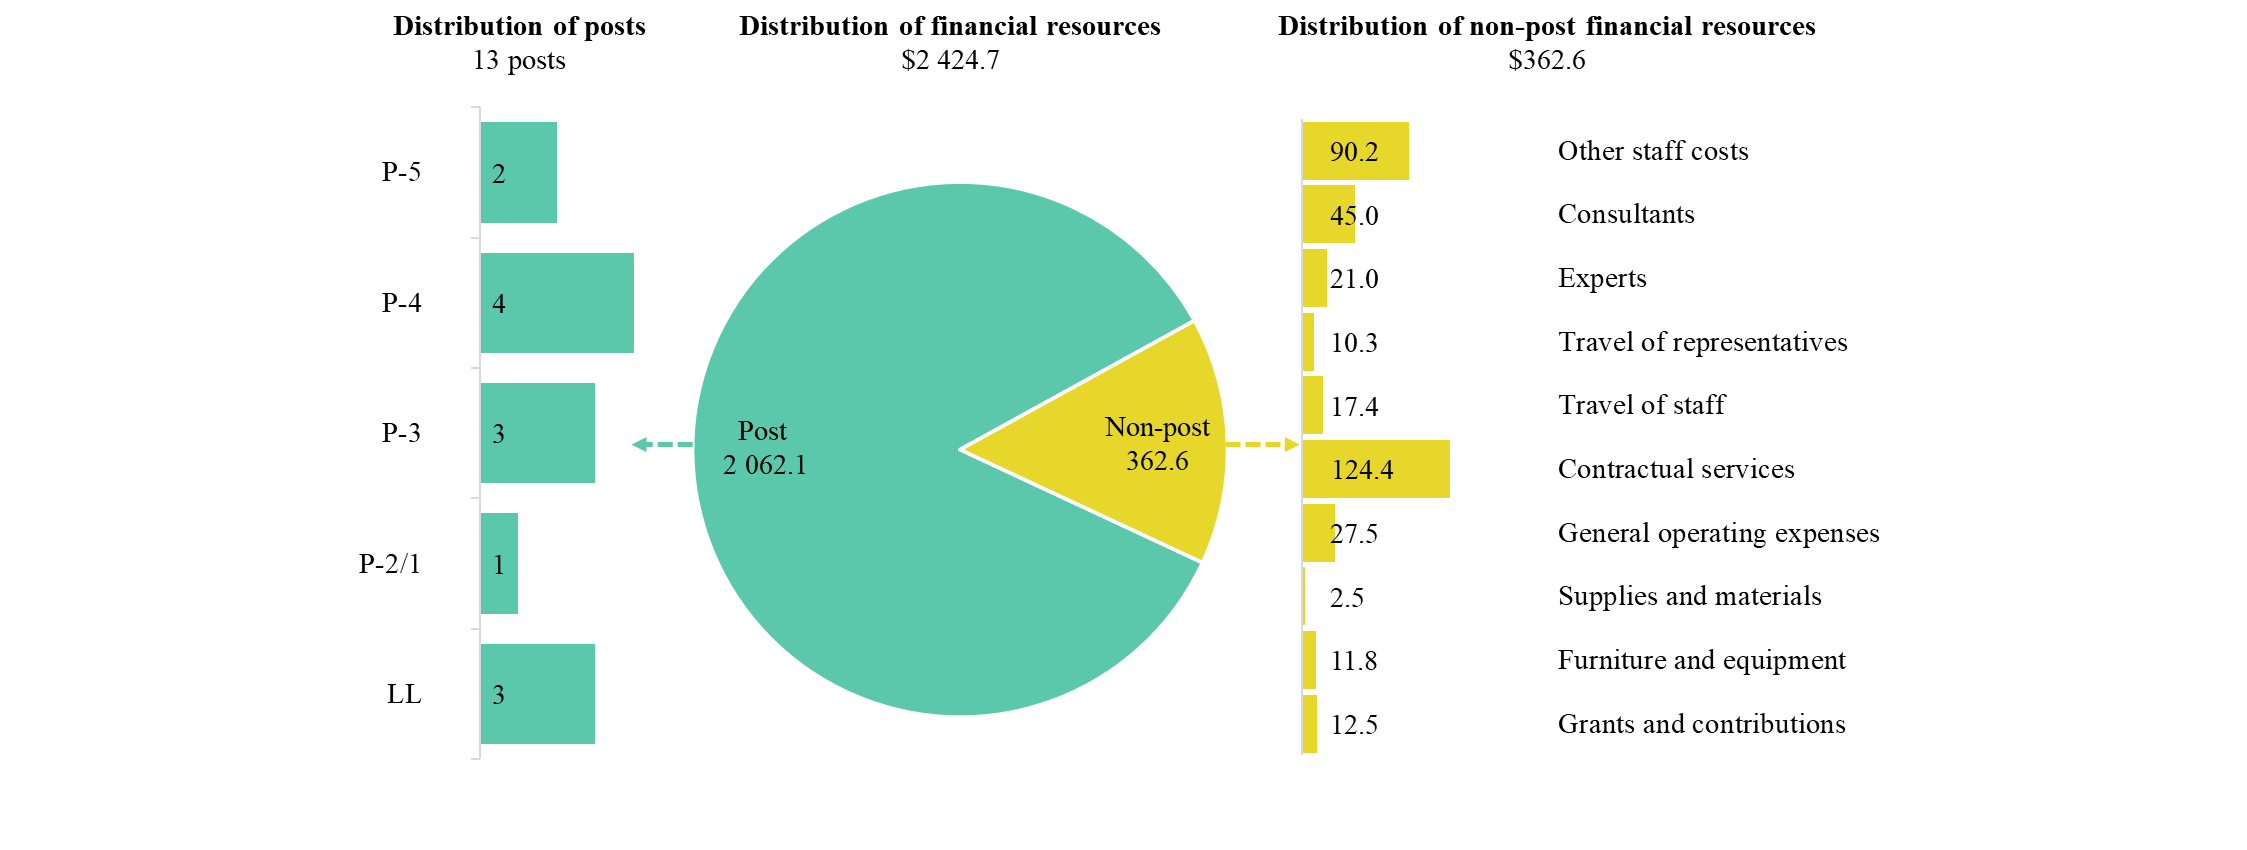 Distribution of posts
13 posts
P-5
2
P-4
4
P-3
3
P-2/1
1
LL
3
Distribution of financial resources
$2 424.7
Post
2 062.1
Non-post
362.6
Distribution of non-post financial resources
$362.6
90.2 Other staff costs
45.0 Consultants
21.0 Experts
10.3 Travel of representatives
17.4 Travel of staff
124.4 Contractual services
27.5 General operating expenses
2.5 Supplies and materials
11.8 Furniture and equipment
12.5 Grants and contributions